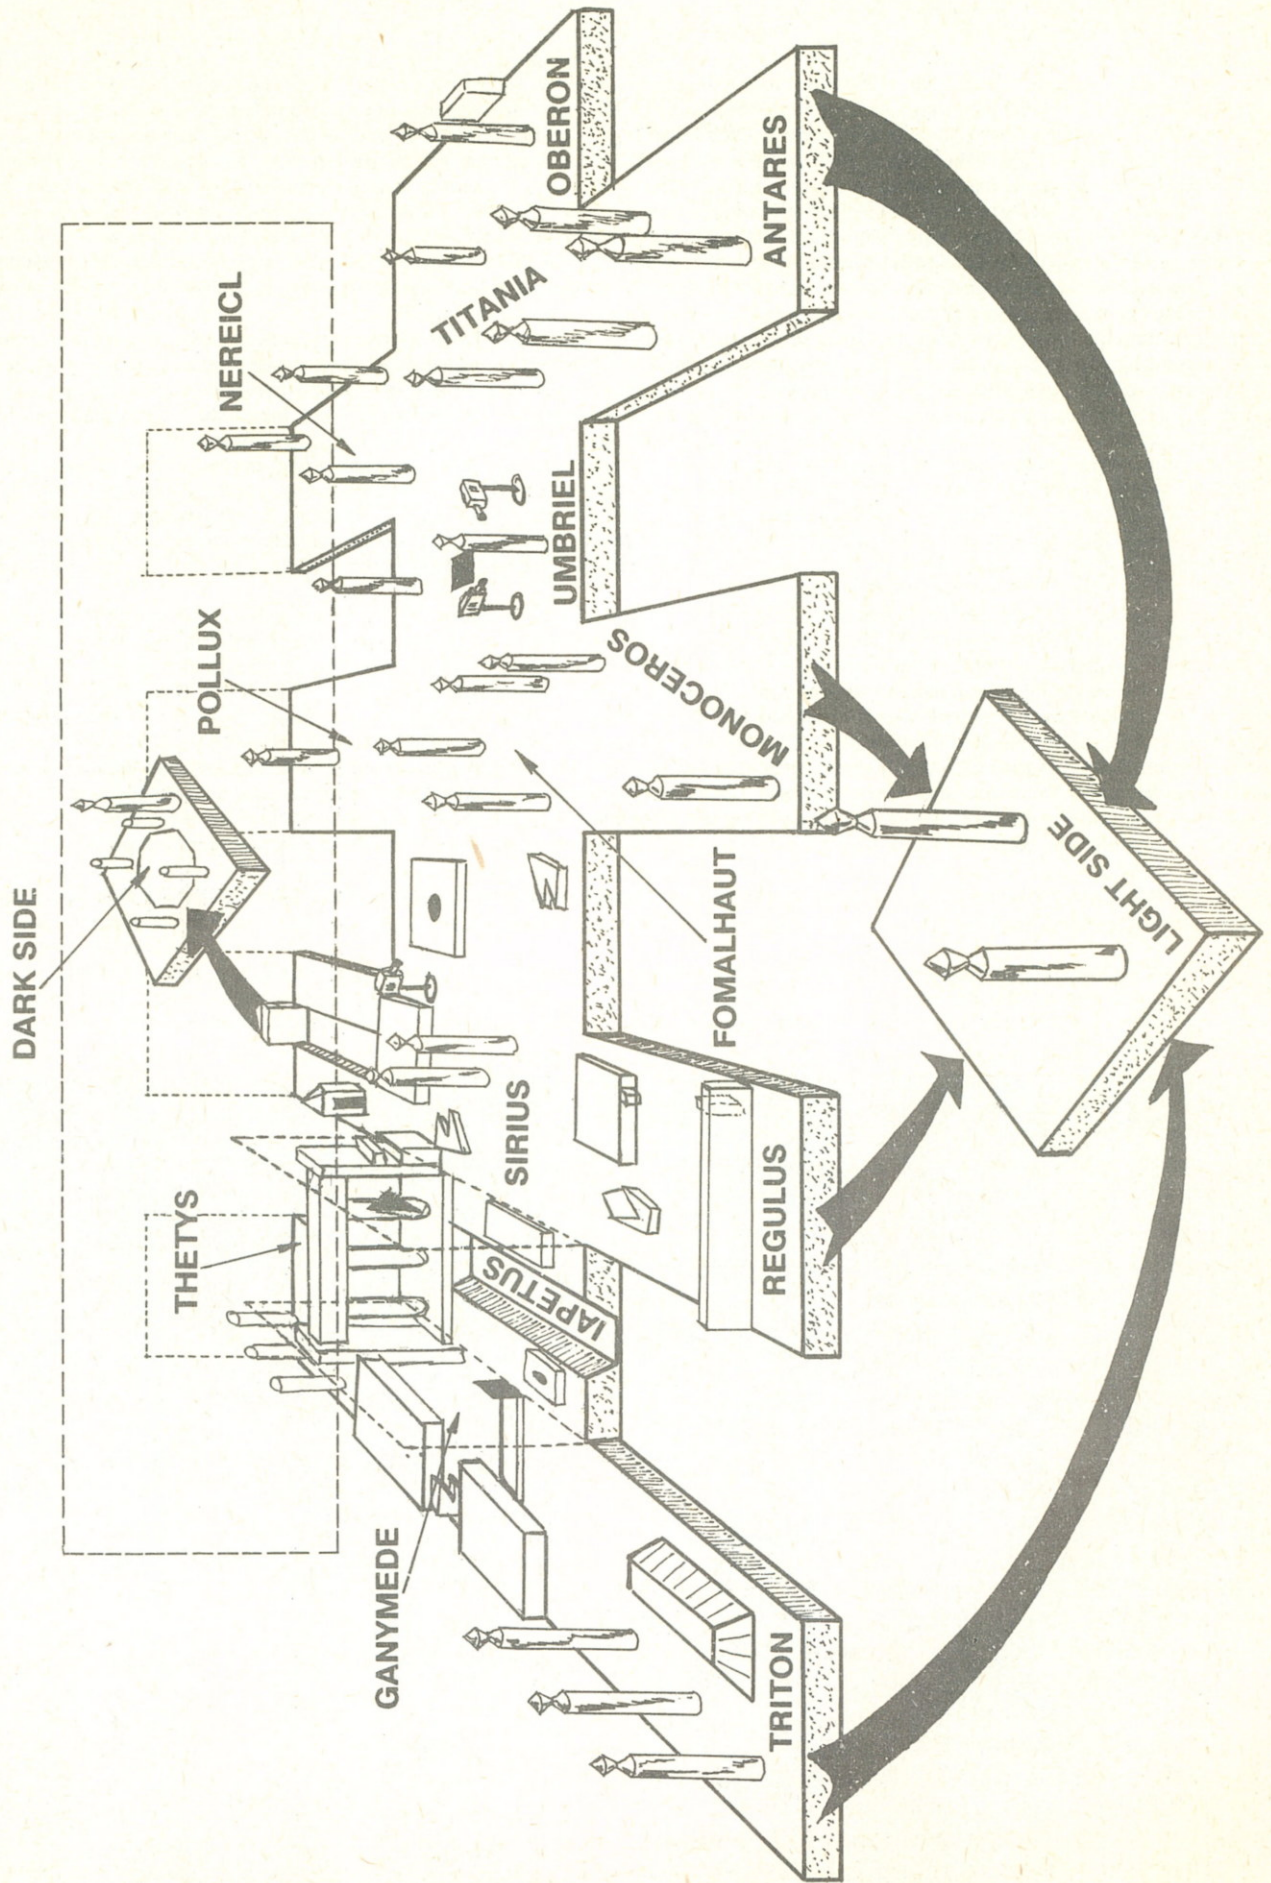 DARK SIDE
THETYS
POLLUX
NEREICL
GANYMEDE
SIRIUS
TITANIA
IAPETUS
UMBRIEL
OBERON
FOMALHAUT
MONOCEROS
TRITON
REGULUS
ANTARES
LIGHT SIDE